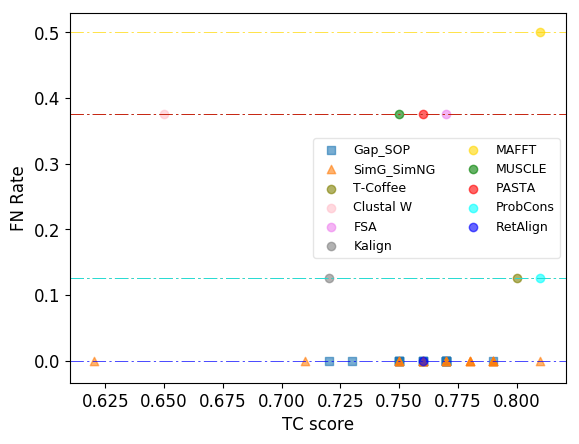 0.5
0.4
0.3
0.2
0.1
0.0
FN Rate
Gap_SOP
SimG_SimNG
T-Coffee
Clustal W
FSA
Kalign
MAFFT
MUSCLE
PASTA
ProbCons
RetAlign
0.625 0.650 0.675 0.700 0.725 0.750 0.775 0.800
TC score